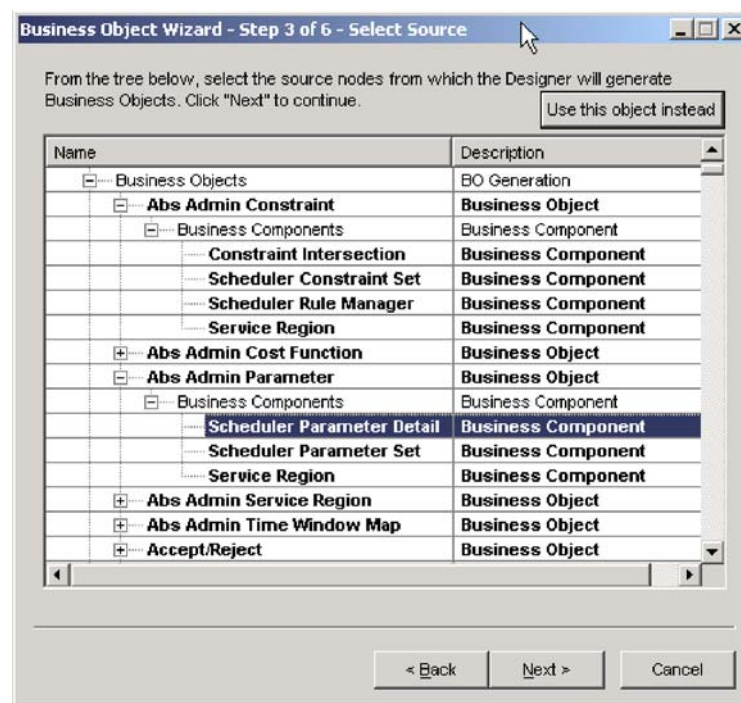 Business Object Wizard - Step 3 of 6 - Select Source
From the tree below, select the source nodes from which the Designer will generate
Business Objects. Click "Next" to continue.
Use this object instead
Name Description
Business Objects BO Generation
Abs Admin Constraint Business Object
Business Components Business Component
Constraint Intersection Business Component
Scheduler Constraint Set Business Component
Scheduler Rule Manager Business Component
Service Region Business Component
Abs Admin Cost Function Business Object
Abs Admin Parameter Business Object
Business Components Business Component
Scheduler Parameter Detail Business Component
Scheduler Parameter Set Business Component
Service Region Business Component
Abs Admin Service Region Business Object
Abs Admin Time Window Map Business Object
Accept/Reject Business Object
< Back Next > Cancel